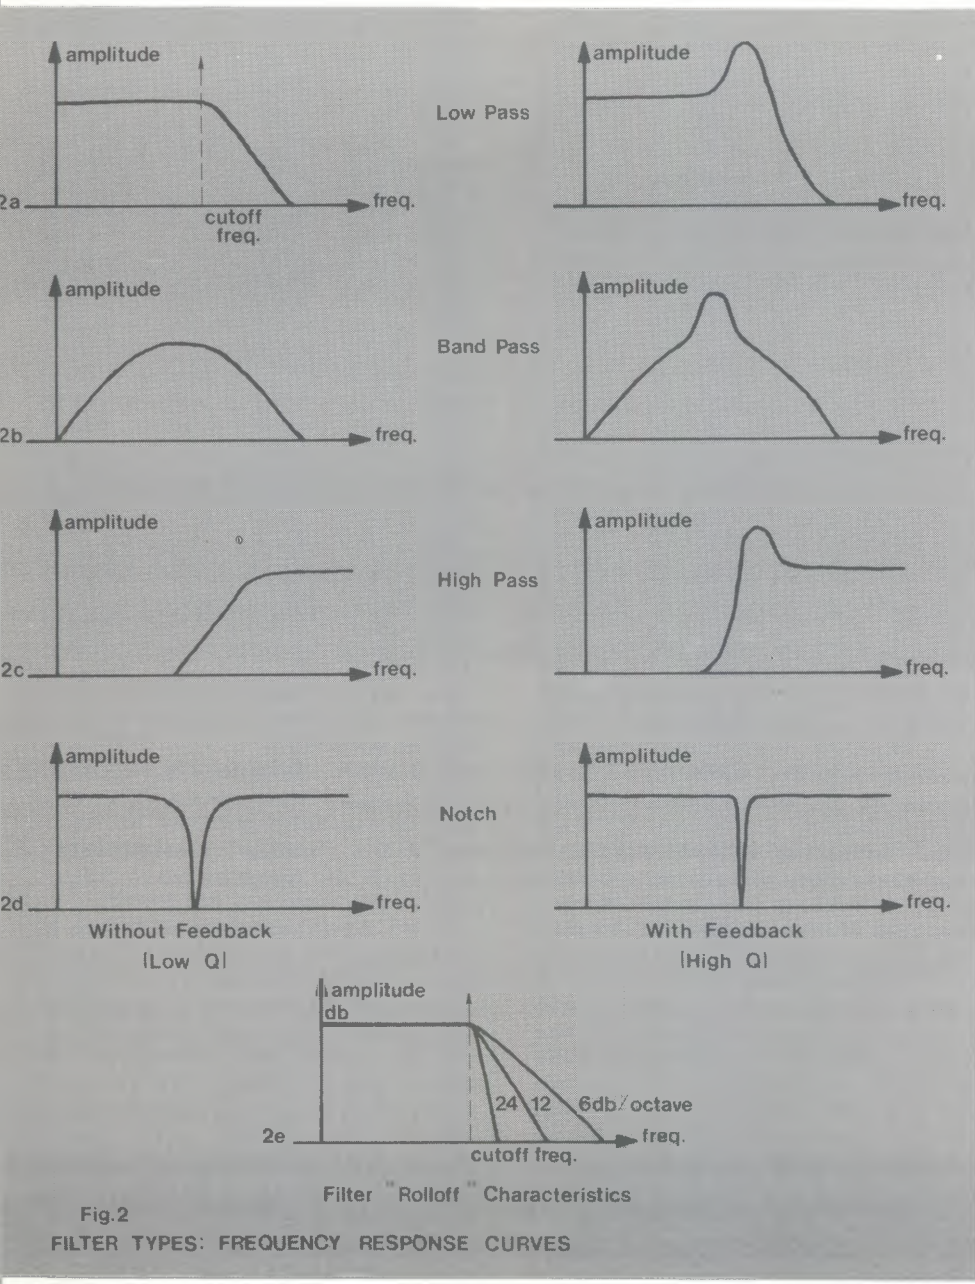 amplitude
amplitude
Low Pass
2a
freq.
freq.
cutoff
freq.
amplitude
amplitude
Band Pass
2b
freq.
freq.
amplitude
amplitude
High Pass
2c
freq.
freq.
amplitude
amplitude
Notch
2d
freq.
freq.
Without Feedback
With Feedback
|Low Q|
|High Q|
amplitude
db
24 12 6db/octave
2e
freq.
cutoff freq.
Filter "Rolloff" Characteristics
Fig.2
FILTER TYPES: FREQUENCY RESPONSE CURVES